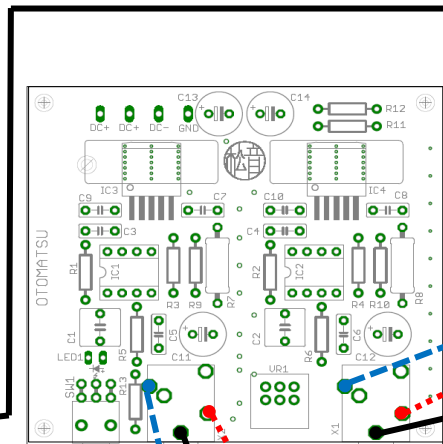 C13
C14
R12
R11
DC+ DC+ DC- GND
松音
IC3
IC4
C9
C7
C10
C8
C3
C4
R1
IC1
R3
R9
R7
R2
IC2
R4
R10
R8
OTOMATSU
C1
R5
C5
C2
R6
C6
LED1
C11
VR1
C12
SW1
R13
X1